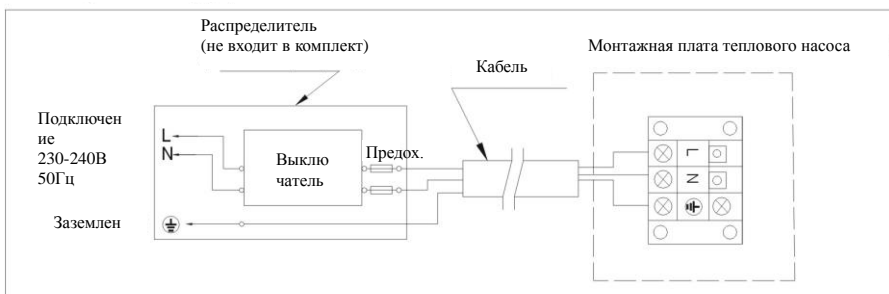 Распределитель
(не входит в комплект)
Монтажная плата теплового насоса
Кабель
Подключен
ие
230-240В
50Гц
L
N
Выклю
чатель
Предох.
Заземлен
L
N